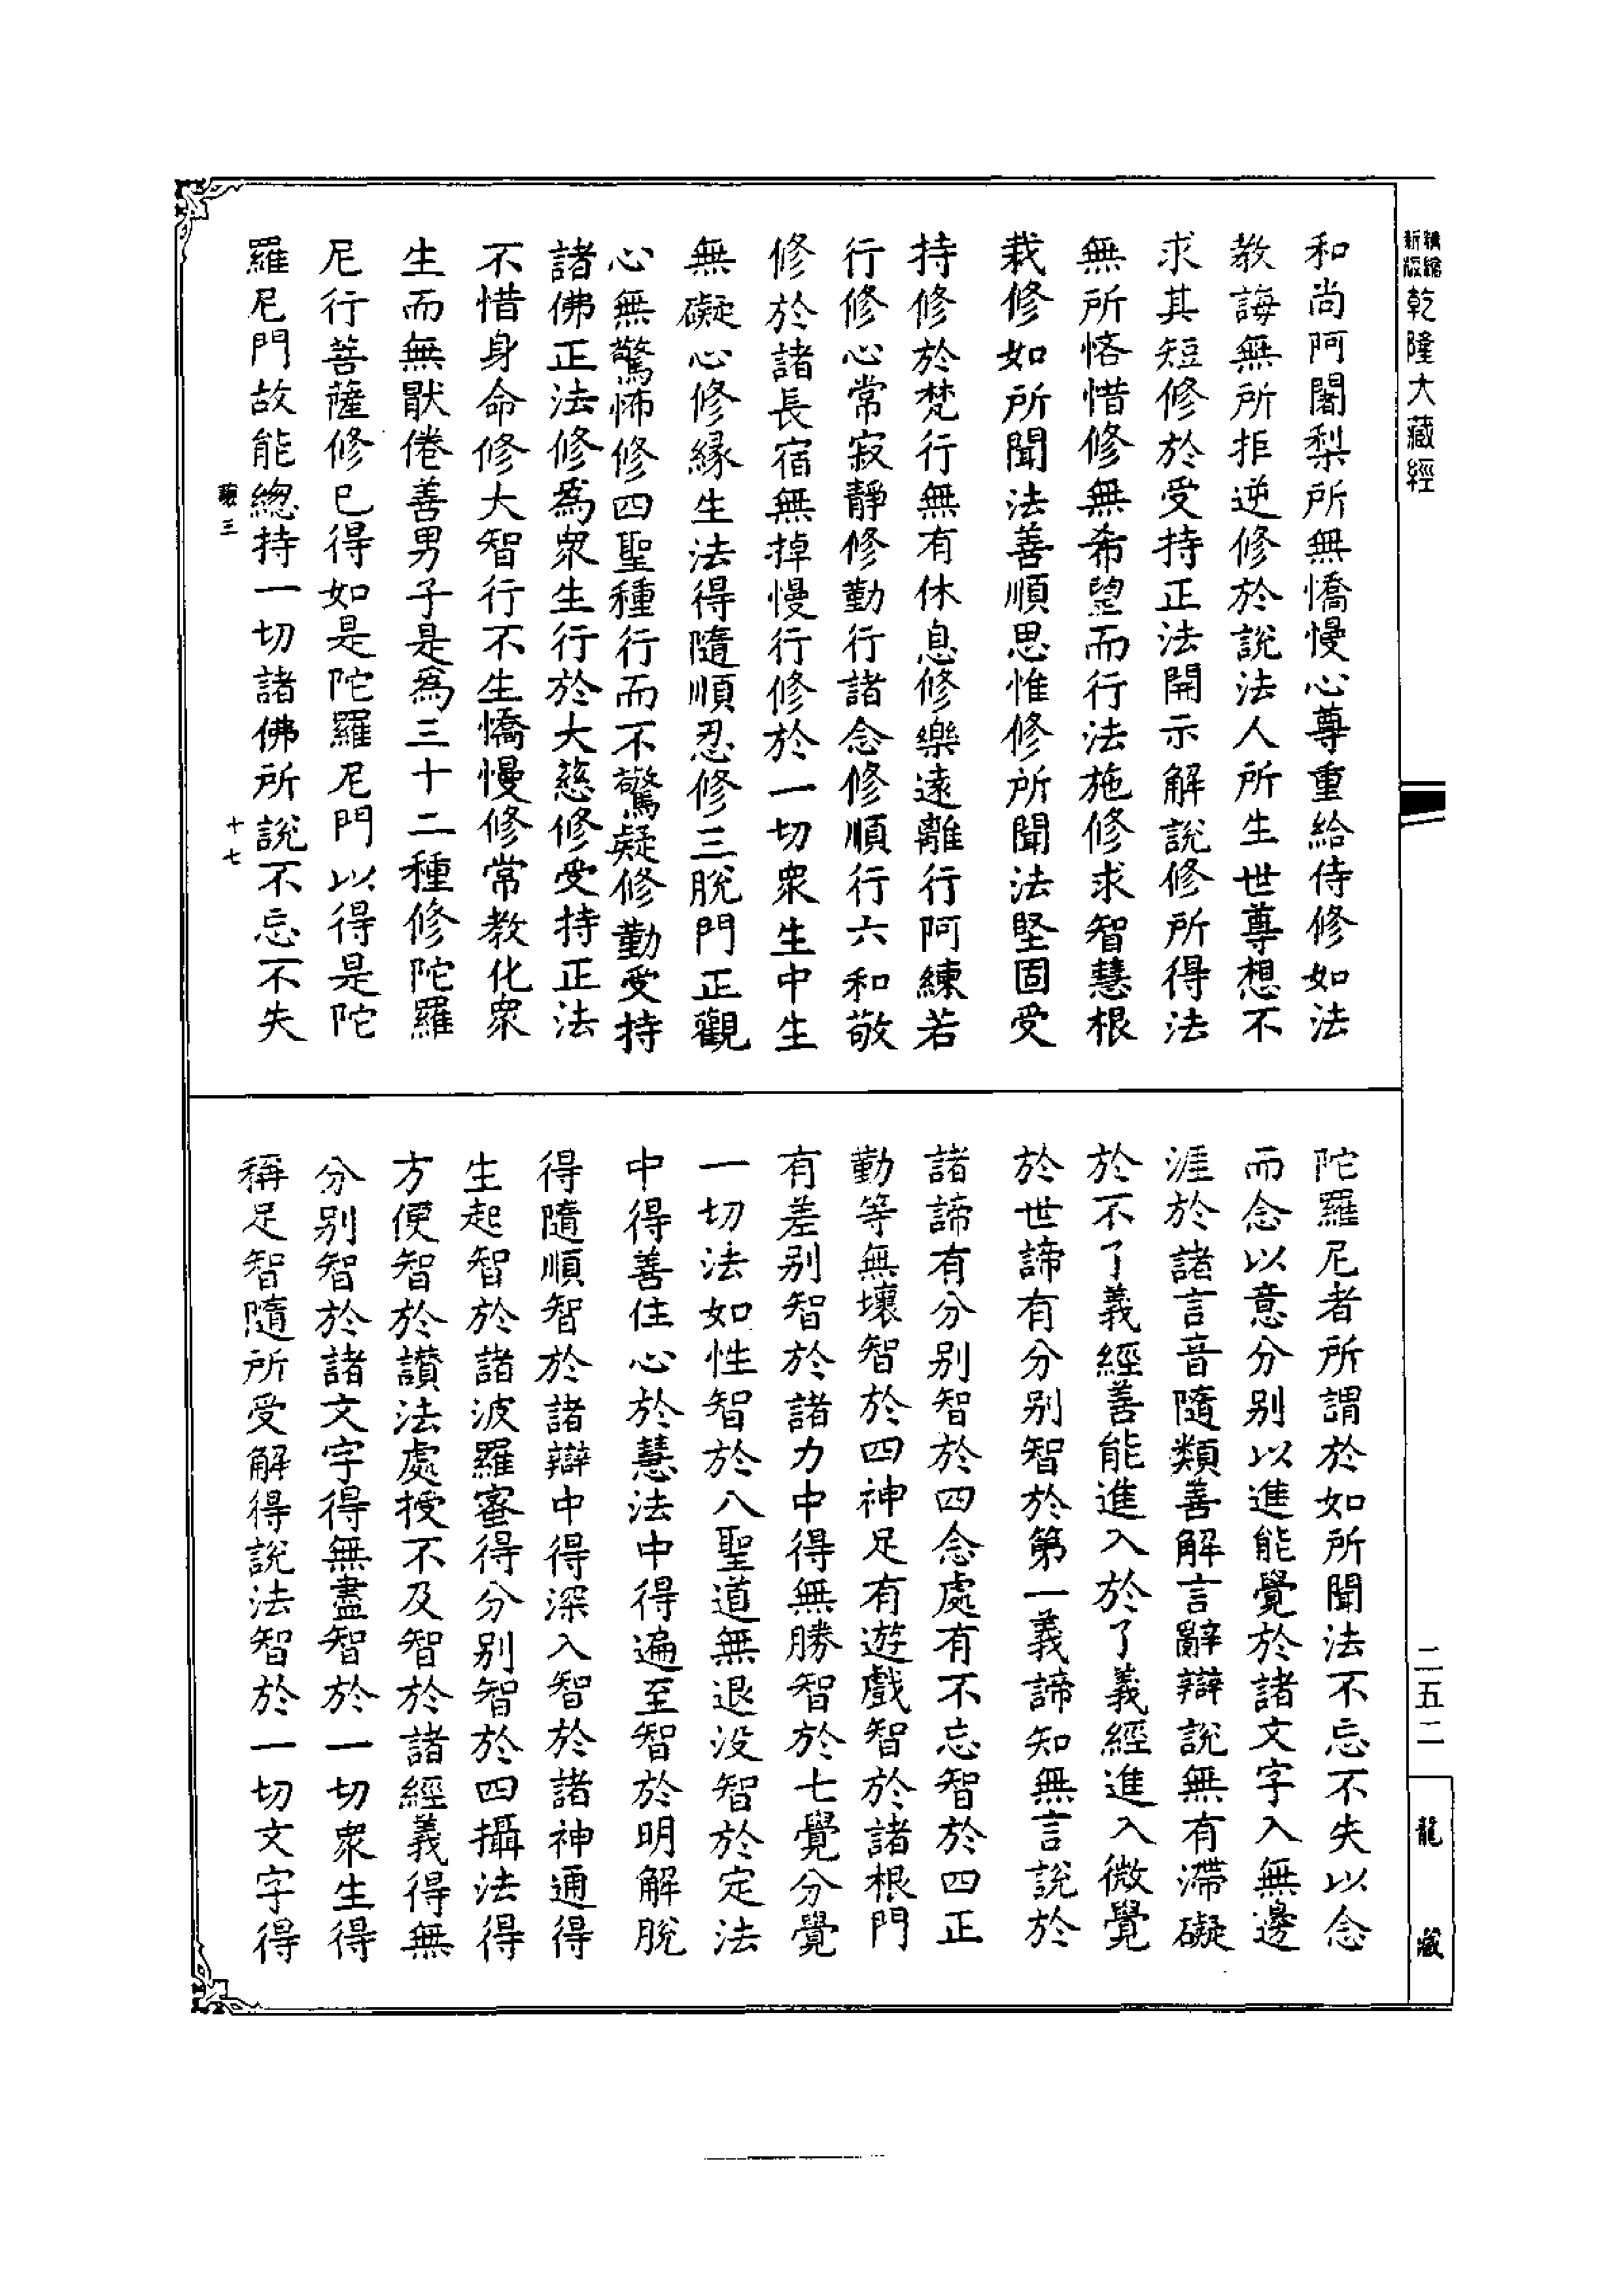 新編縮版乾隆大藏經
和尚阿闍梨所無憍慢心尊重給侍修如法
教誨無所拒逆修於說法人所生世尊想不
求其短修於受持正法開示解說修所得法
無所悋惜修無希望而行法施修求智慧根
栽修如所聞法善順思惟修所聞法堅固受
持修於梵行無有休息修樂遠離行阿練若
行修心常寂靜修勤行諸念修順行六和敬
修於諸長宿無掉慢行修於一切衆生中生
無礙心修緣生法得隨順忍修三脫門正觀
心無驚怖修四聖種行而不驚疑修勤受持
諸佛正法修爲衆生行於大慈修受持正法
不惜身命修大智行不生憍慢修常教化衆
生而無猒倦善男子是爲三十二種修陀羅
尼行菩薩修已得如是陀羅尼門以得是陀
羅尼門故能總持一切諸佛所說不忘不失
三
十七
陀羅尼者所謂於如所聞法不忘不失以念
而念以意分別以進能覺於諸文字入無邊
涯於諸言音隨類善解言辭辯說無有滯礙
於不了義經善能進入於了義經進入微覺
於世諦有分別智於第一義諦知無言說於
諸諦有分別智於四念處有不忘智於四正
勤等無壞智於四神足有遊戲智於諸根門
有差別智於諸力中得無勝智於七覺分覺
一切法如性智於八聖道無退没智於定法
中得善住心於慧法中得遍至智於明解脫
得隨順智於諸辯中得深入智於諸神通得
生起智於諸波羅蜜得分別智於四攝法得
方便智於讃法處授不及智於諸經義得無
分別智於諸文字得無盡智於一切衆生得
稱足智隨所受解得說法智於一切文字得
二五二
龍藏